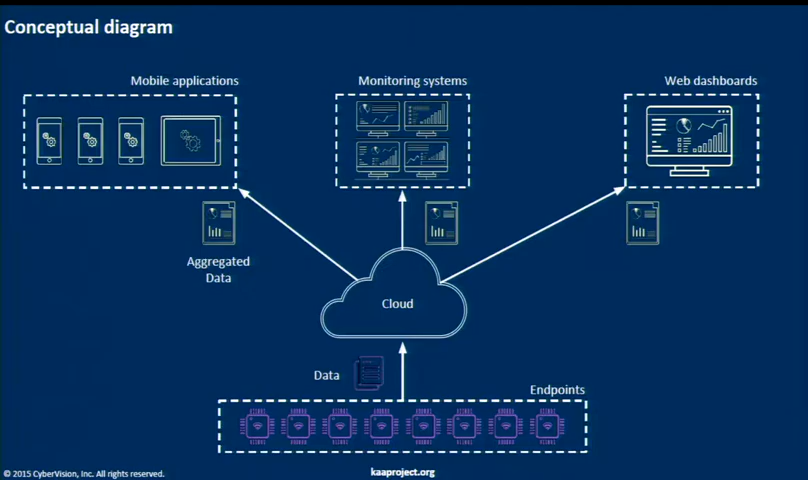 Conceptual diagram
Mobile applications
Monitoring systems
Web dashboards
Aggregated
Data
Cloud
Data
Endpoints
© 2015 CyberVision, Inc. All rights reserved.
kaaproject.org